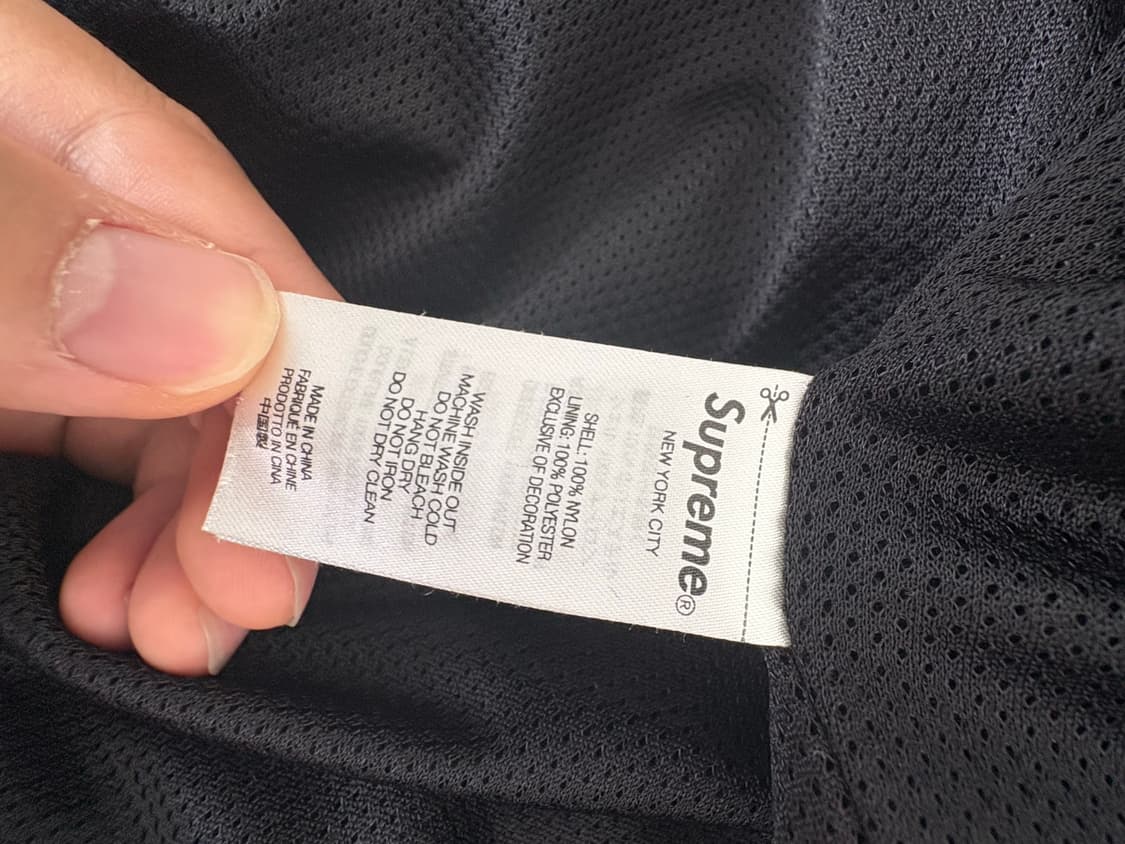 Supreme®
NEW YORK CITY
SHELL: 100% NYLON
LINING: 100% POLYESTER
EXCLUSIVE OF DECORATION
WASH INSIDE OUT
MACHINE WASH COLD
DO NOT BLEACH
HANG DRY
DO NOT IRON
DO NOT DRY CLEAN
MADE IN CHINA
FABRIQUÉ EN CHINE
PRODOTTO IN CINA
中国製